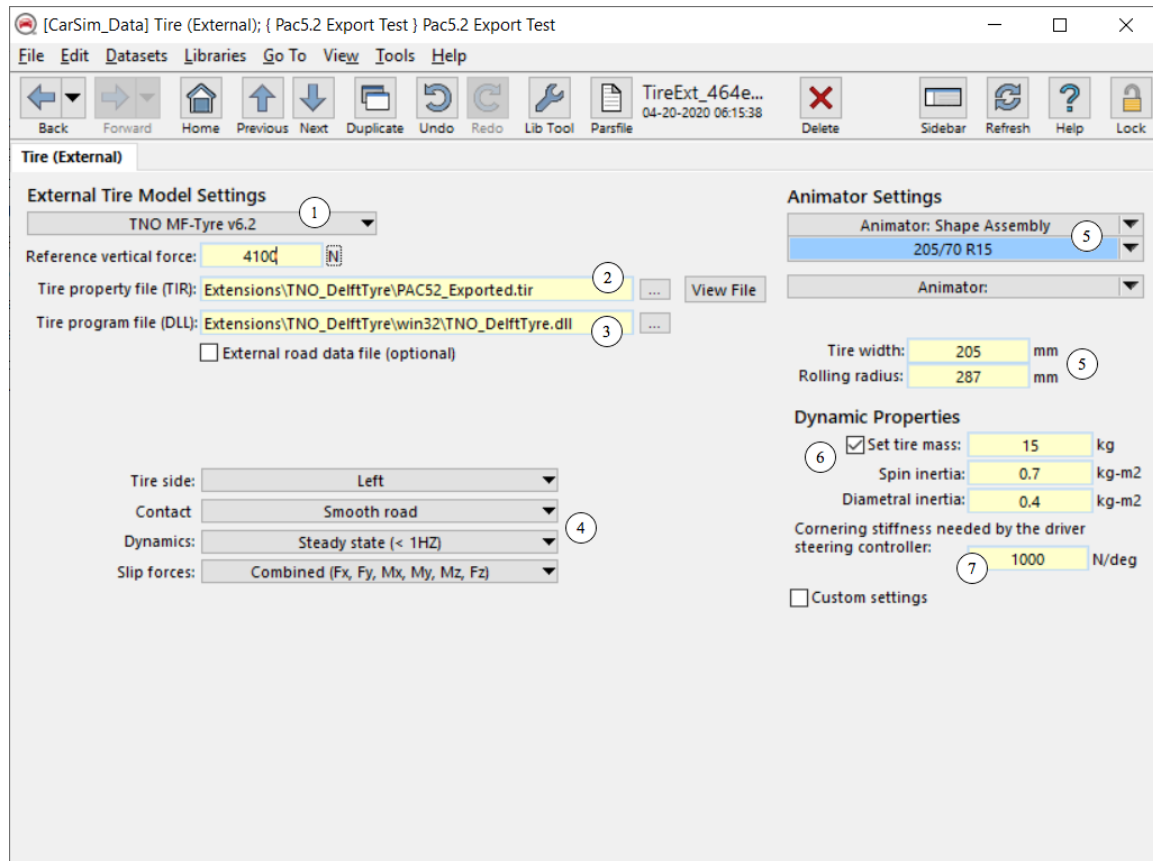 [CarSim_Data] Tire (External); { Pac5.2 Export Test } Pac5.2 Export Test
File Edit Datasets Libraries Go To View Tools Help
TireExt_464e...
04-20-2020 06:15:38
Back Forward Home Previous Next Duplicate Undo Redo Lib Tool Parsfile Delete Sidebar Refresh Help Lock
Tire (External)
External Tire Model Settings
TNO MF-Tyre v6.2 1
Reference vertical force: 4100 N
2
Tire property file (TIR): Extensions\TNO_DelftTyre\PAC52_Exported.tir ... View File
Tire program file (DLL): Extensions\TNO_DelftTyre\win32\TNO_DelftTyre.dll 3 ...
External road data file (optional)
Tire side: Left
Contact Smooth road
4
Dynamics: Steady state (< 1HZ)
Slip forces: Combined (Fx, Fy, Mx, My, Mz, Fz)
Animator Settings
Animator: Shape Assembly 5
205/70 R15
Animator:
Tire width: 205 mm
5
Rolling radius: 287 mm
Dynamic Properties
6 Set tire mass: 15 kg
Spin inertia: 0.7 kg-m2
Diametral inertia: 0.4 kg-m2
Cornering stiffness needed by the driver
steering controller:
7 1000 N/deg
Custom settings